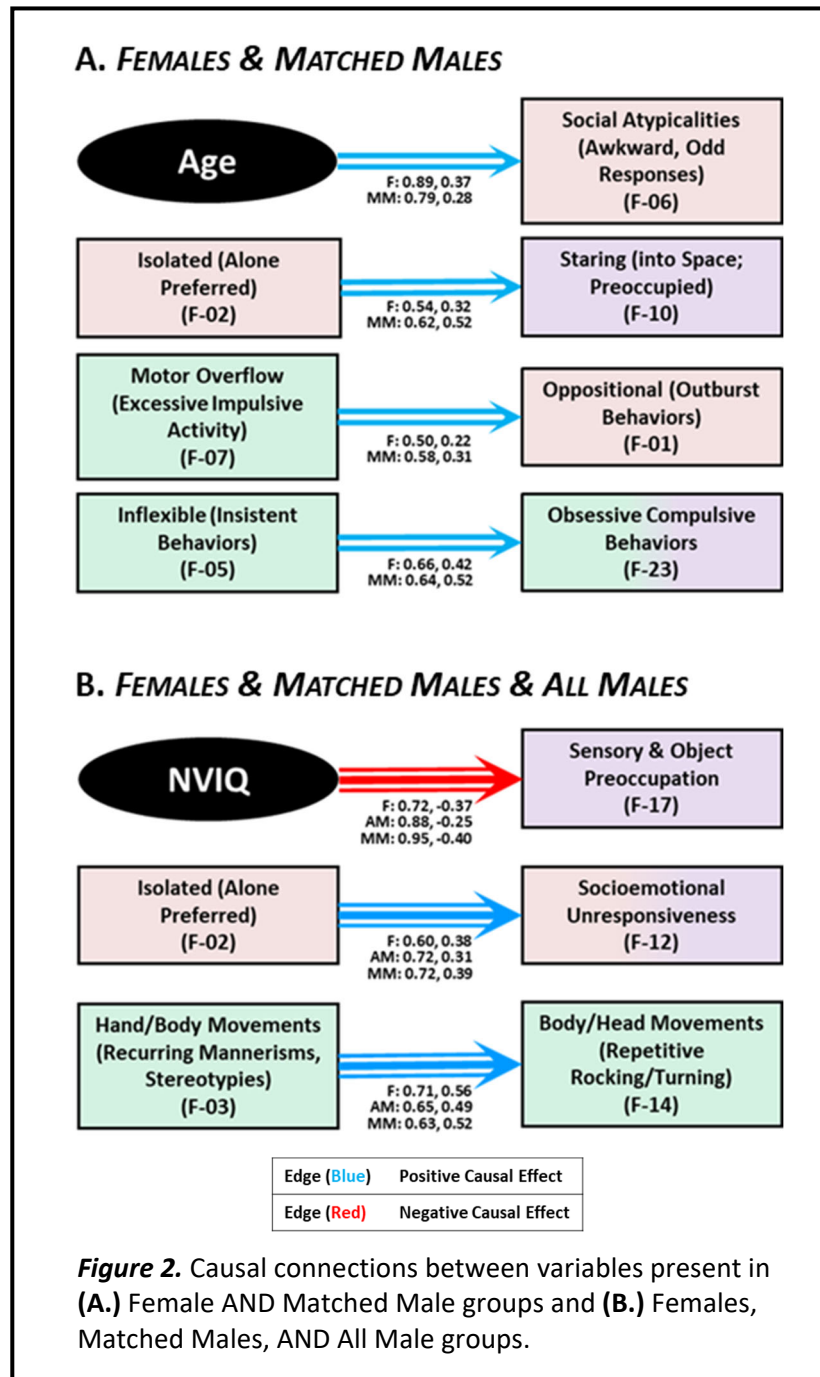 A. FEMALES & MATCHED MALES
Age
F: 0.89, 0.37
MM: 0.79, 0.28
Social Atypicalities
(Awkward, Odd
Responses)
(F-06)
Isolated (Alone
Preferred)
(F-02)
F: 0.54, 0.32
MM: 0.62, 0.52
Staring (into Space;
Preoccupied)
(F-10)
Motor Overflow
(Excessive Impulsive
Activity)
(F-07)
F: 0.50, 0.22
MM: 0.58, 0.31
Oppositional (Outburst
Behaviors)
(F-01)
Inflexible (Insistent
Behaviors)
(F-05)
F: 0.66, 0.42
MM: 0.64, 0.52
Obsessive Compulsive
Behaviors
(F-23)
B. FEMALES & MATCHED MALES & ALL MALES
NVIQ
F: 0.72, -0.37
AM: 0.88, -0.25
MM: 0.95, -0.40
Sensory & Object
Preoccupation
(F-17)
Isolated (Alone
Preferred)
(F-02)
F: 0.60, 0.38
AM: 0.72, 0.31
MM: 0.72, 0.39
Socioemotional
Unresponsiveness
(F-12)
Hand/Body Movements
(Recurring Mannerisms,
Stereotypies)
(F-03)
F: 0.71, 0.56
AM: 0.65, 0.49
MM: 0.63, 0.52
Body/Head Movements
(Repetitive
Rocking/Turning)
(F-14)
Edge (Blue) Positive Causal Effect
Edge (Red) Negative Causal Effect
Figure 2. Causal connections between variables present in
(A.) Female AND Matched Male groups and (B.) Females,
Matched Males, AND All Male groups.